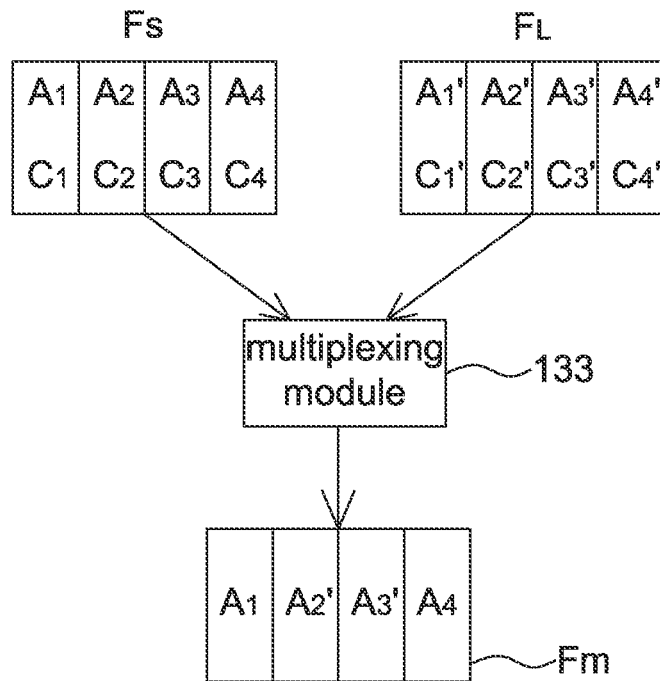 Fs FL
A1 A2 A3 A4 A1' A2' A3' A4'
C1 C2 C3 C4 C1' C2' C3' C4'
multiplexing
module
133
A1 A2' A3' A4
Fm